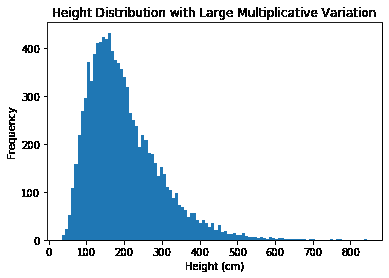 Height Distribution with Large Multiplicative Variation
400
300
200
100
0
Frequency
0 100 200 300 400 500 600 700 800
Height (cm)